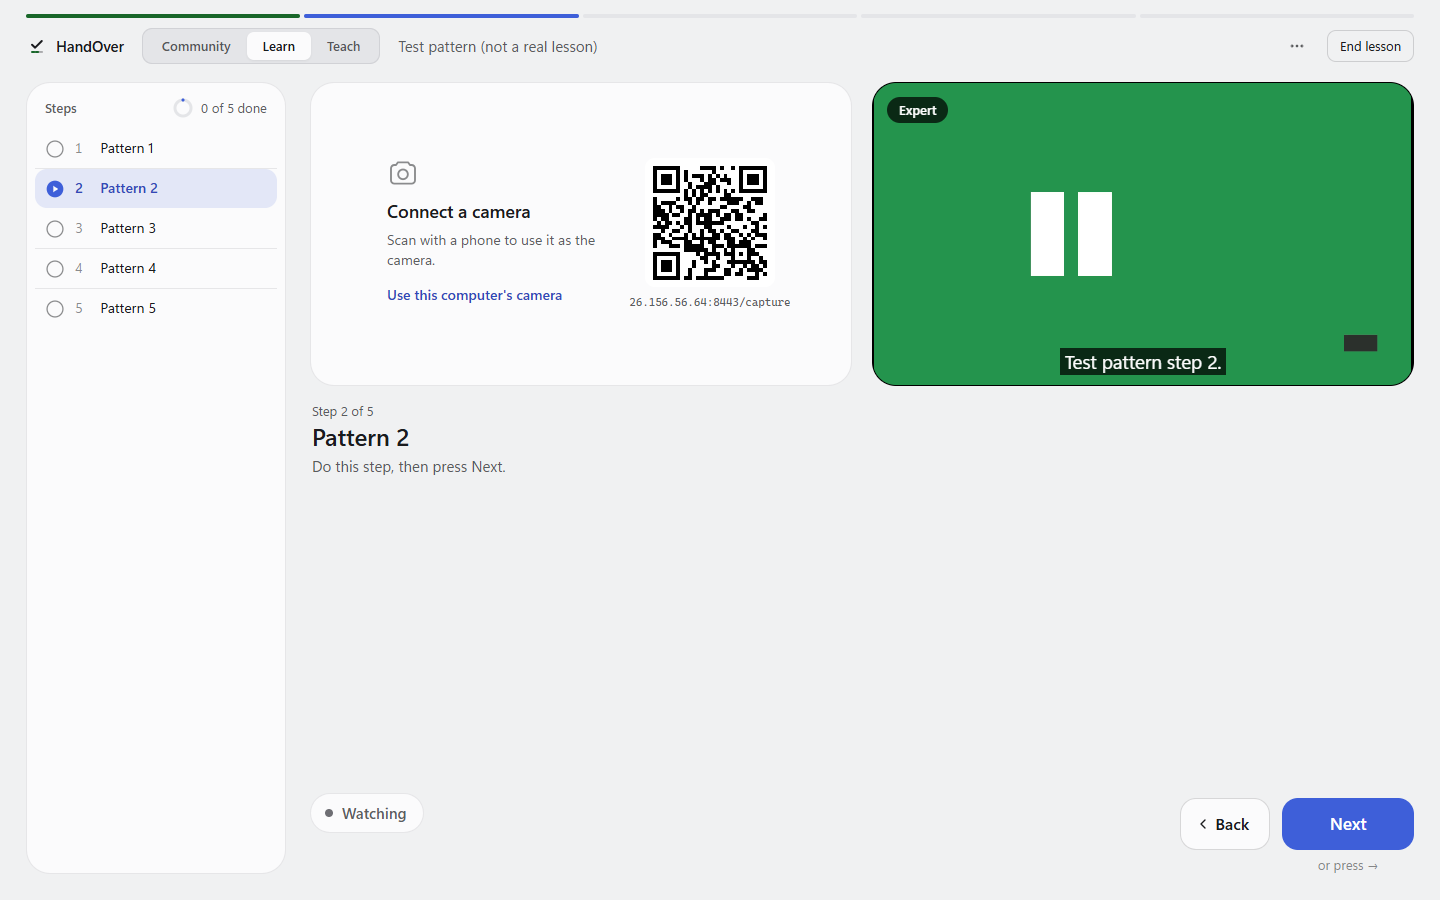 HandOver
Community
Learn
Teach
Test pattern (not a real lesson)
End lesson
Steps
0 of 5 done
1 Pattern 1
2 Pattern 2
3 Pattern 3
4 Pattern 4
5 Pattern 5
Connect a camera
Scan with a phone to use it as the
camera.
Use this computer's camera
26.156.56.64:8443/capture
Expert
Test pattern step 2.
Step 2 of 5
Pattern 2
Do this step, then press Next.
Watching
Back
Next
or press →